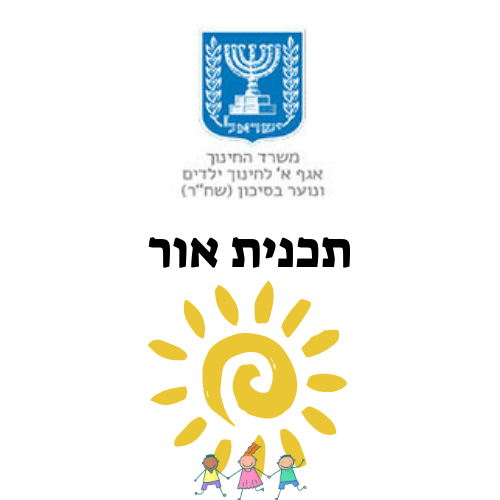 ישראל
משרד החינוך
אגף א' לחינוך ילדים
ונוער בסיכון (שח"ר)
תכנית אור